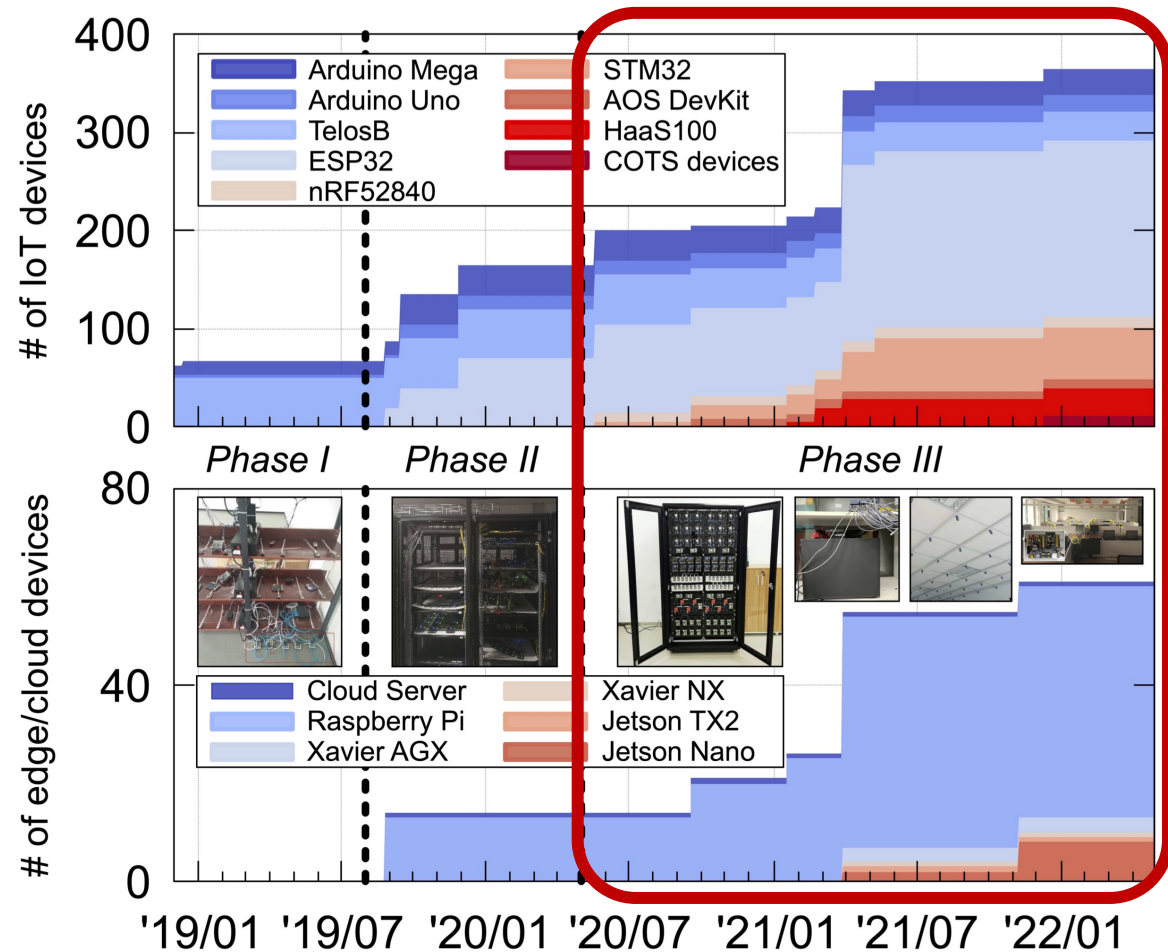 # of IoT devices
400
300
200
100
0
Arduino Mega
Arduino Uno
TelosB
ESP32
nRF52840
STM32
AOS DevKit
HaaS100
COTS devices
Phase I
Phase II
Phase III
# of edge/cloud devices
80
40
0
Cloud Server
Raspberry Pi
Xavier AGX
Xavier NX
Jetson TX2
Jetson Nano
'19/01 '19/07 '20/01 '20/07 '21/01 '21/07 '22/01